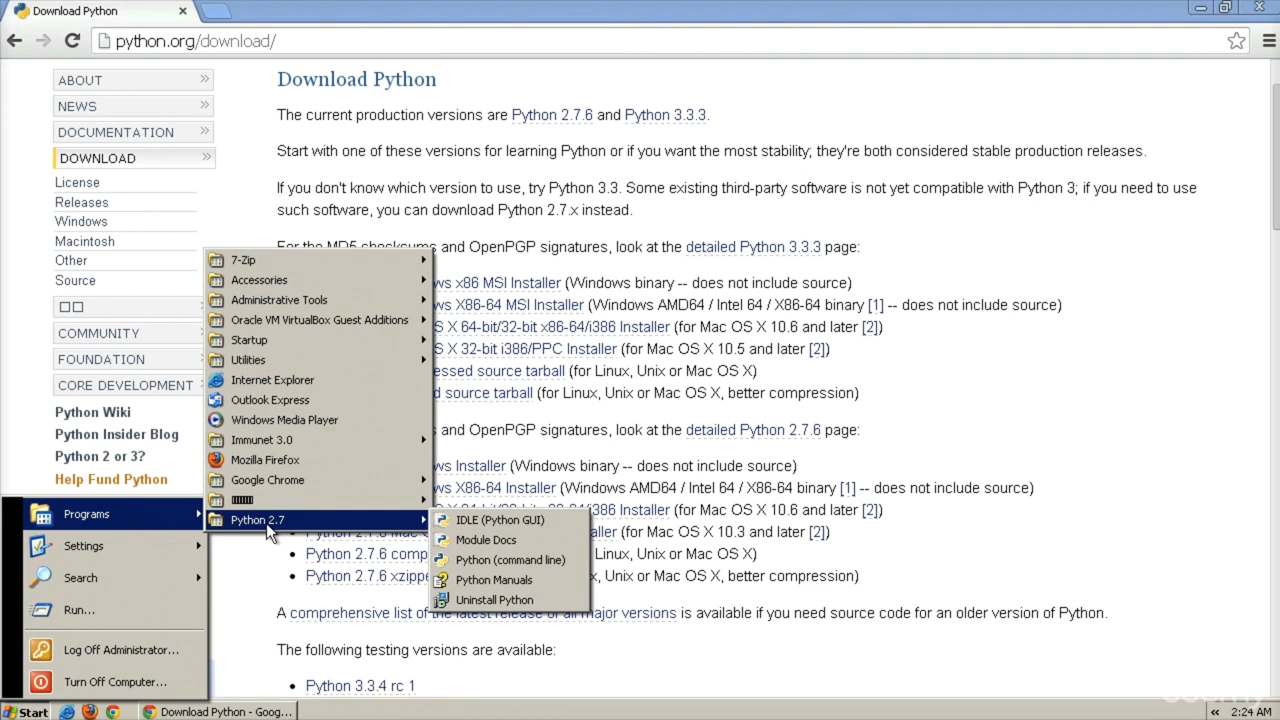 Download Python
python.org/download/
ABOUT
NEWS
DOCUMENTATION
DOWNLOAD
License
Releases
Windows
Macintosh
Other
Source
COMMUNITY
FOUNDATION
CORE DEVELOPMENT
Python Wiki
Python Insider Blog
Python 2 or 3?
Help Fund Python
Download Python
The current production versions are Python 2.7.6 and Python 3.3.3.
Start with one of these versions for learning Python or if you want the most stability; they're both considered stable production releases.
If you don't know which version to use, try Python 3.3. Some existing third-party software is not yet compatible with Python 3; if you need to use
such software, you can download Python 2.7.x instead.
For the MD5 checksums and OpenPGP signatures, look at the detailed Python 3.3.3 page:
ws x86 MSI Installer (Windows binary -- does not include source)
ws X86-64 MSI Installer (Windows AMD64 / Intel 64 / X86-64 binary [1] -- does not include source)
S X 64-bit/32-bit x86-64/i386 Installer (for Mac OS X 10.6 and later [2])
S X 32-bit i386/PPC Installer (for Mac OS X 10.5 and later [2])
essed source tarball (for Linux, Unix or Mac OS X)
d source tarball (for Linux, Unix or Mac OS X, better compression)
s and OpenPGP signatures, look at the detailed Python 2.7.6 page:
ws Installer (Windows binary -- does not include source)
ws X86-64 Installer (Windows AMD64 / Intel 64 / X86-64 binary [1] -- does not include source)
Installer (for Mac OS X 10.6 and later [2])
ller (for Mac OS X 10.3 and later [2])
Python 2.7.6 comp Linux, Unix or Mac OS X)
Python 2.7.6 xzippe x, Unix or Mac OS X, better compression)
A comprehensive list of the latest release of all major versions is available if you need source code for an older version of Python.
The following testing versions are available:
Python 3.3.4 rc 1
7-Zip
Accessories
Administrative Tools
Oracle VM VirtualBox Guest Additions
Startup
Utilities
Internet Explorer
Outlook Express
Windows Media Player
Immunet 3.0
Mozilla Firefox
Google Chrome
Python 2.7
IDLE (Python GUI)
Module Docs
Python (command line)
Python Manuals
Uninstall Python
Programs
Settings
Search
Run...
Log Off Administrator...
Turn Off Computer...
Start
Download Python - Goog...
2:24 AM